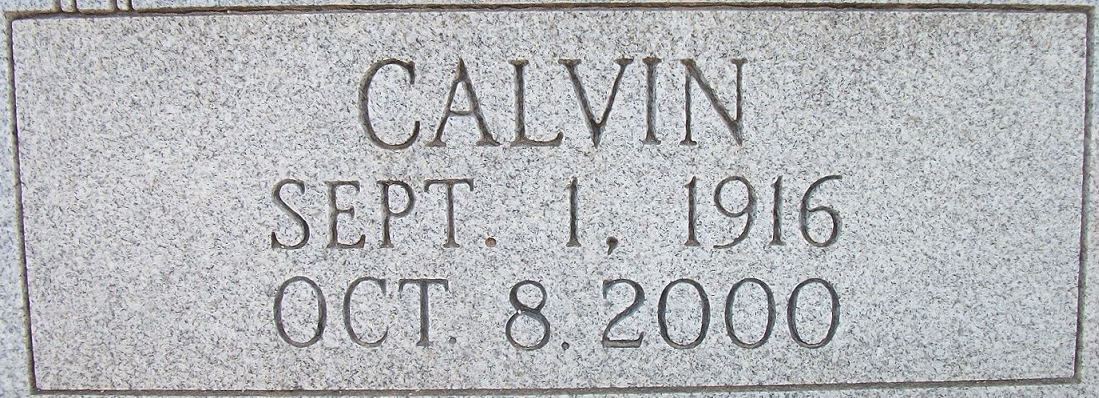 CALVIN
SEPT. 1, 1916
OCT. 8. 2000